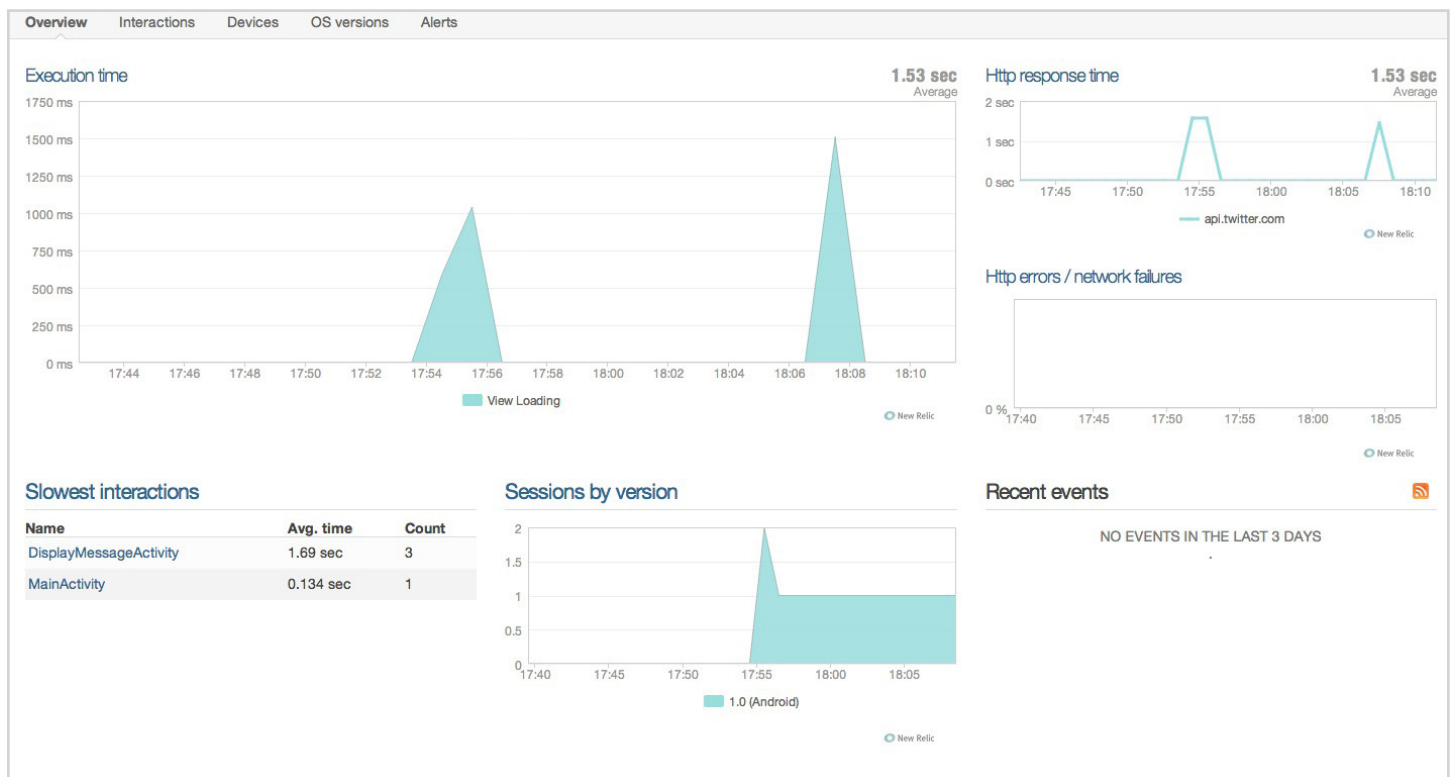 Overview Interactions Devices OS versions Alerts
Execution time
1.53 sec
Average
1750 ms
1500 ms
1250 ms
1000 ms
750 ms
500 ms
250 ms
0 ms
17:44 17:46 17:48 17:50 17:52 17:54 17:56 17:58 18:00 18:02 18:04 18:06 18:08 18:10
View Loading
New Relic
Http response time
1.53 sec
Average
2 sec
1 sec
0 sec
17:45 17:50 17:55 18:00 18:05 18:10
api.twitter.com
New Relic
Http errors / network failures
0 %
17:40 17:45 17:50 17:55 18:00 18:05
New Relic
Slowest interactions
Name Avg. time Count
DisplayMessageActivity 1.69 sec 3
MainActivity 0.134 sec 1
Sessions by version
2
1.5
1
0.5
0
17:40 17:45 17:50 17:55 18:00 18:05
1.0 (Android)
New Relic
Recent events
NO EVENTS IN THE LAST 3 DAYS
.